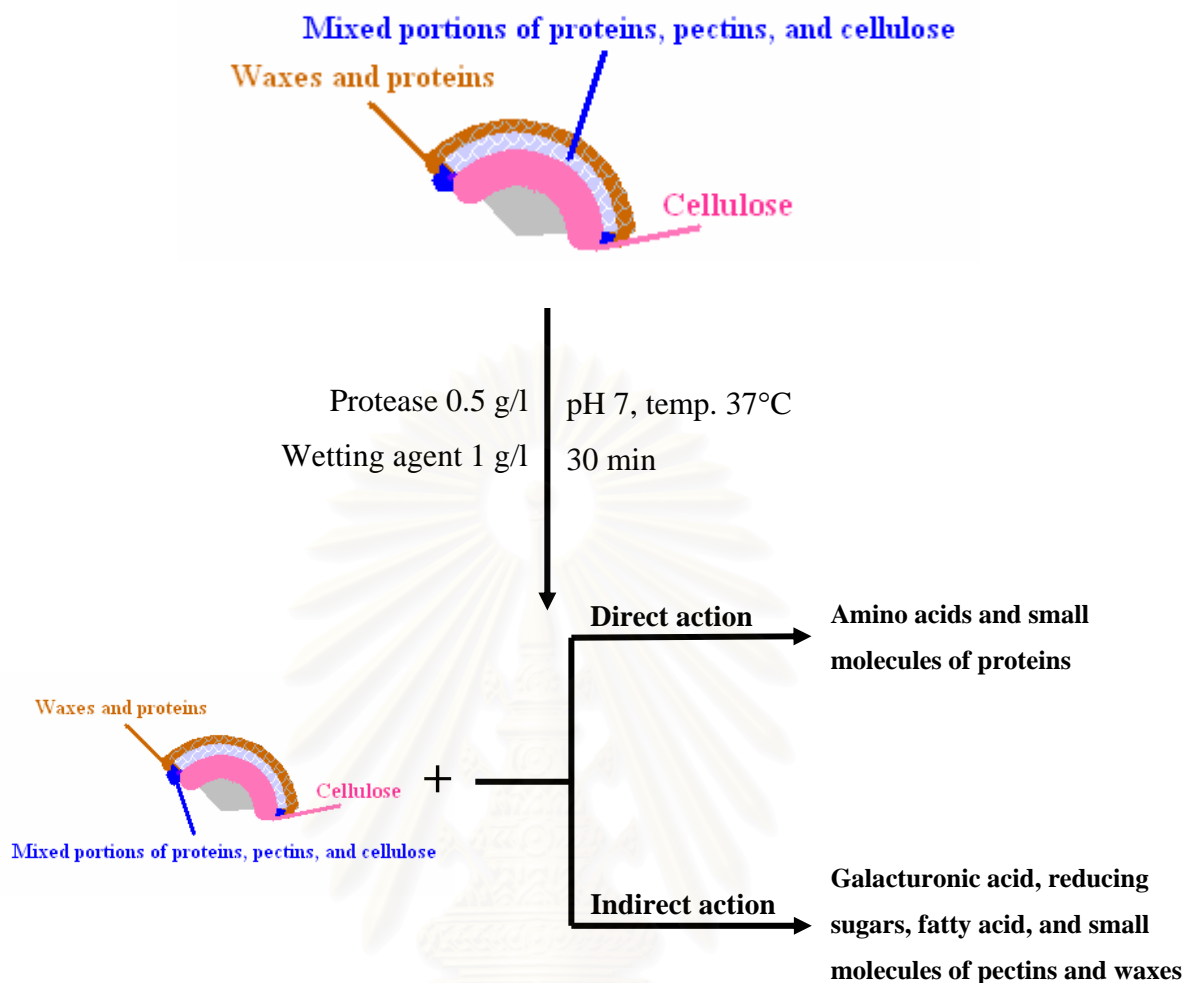 Mixed portions of proteins, pectins, and cellulose
Waxes and proteins
Cellulose
Protease 0.5 g/l
pH 7, temp. 37°C
Wetting agent 1 g/l
30 min
Direct action
Amino acids and small
molecules of proteins
Waxes and proteins
Cellulose
+
Mixed portions of proteins, pectins, and cellulose
Indirect action
Galacturonic acid, reducing
sugars, fatty acid, and small
molecules of pectins and waxes